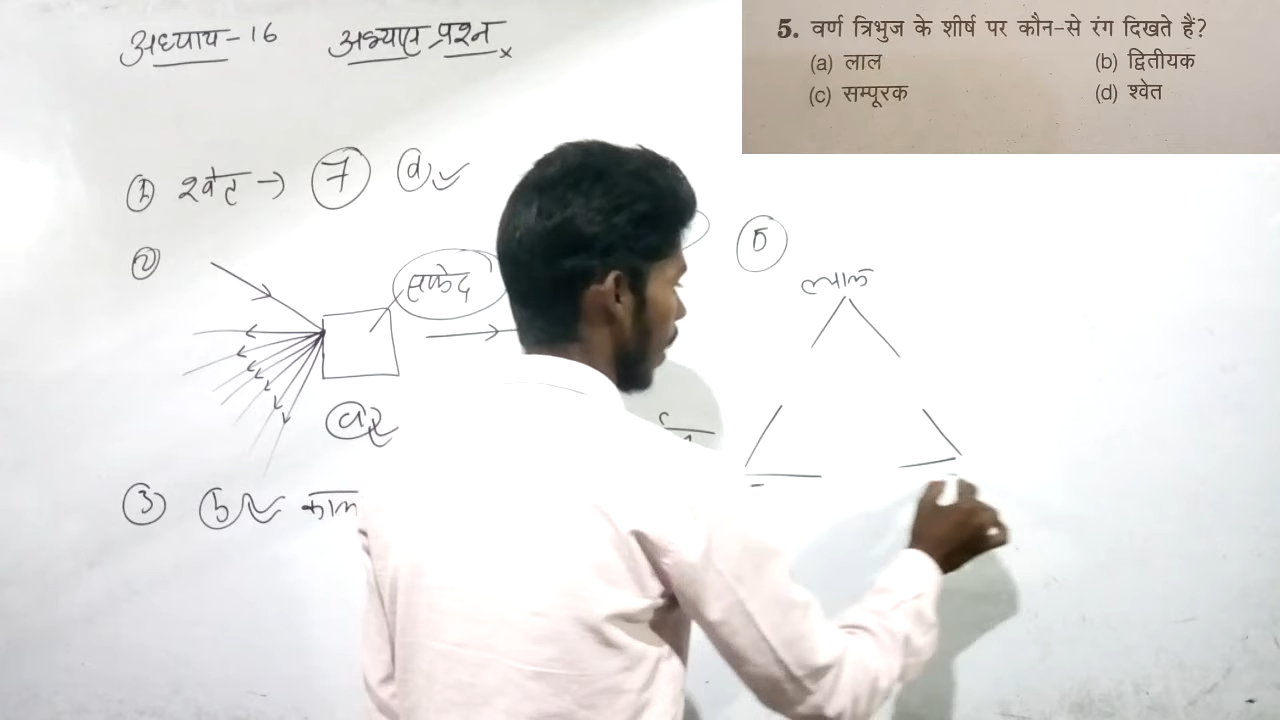 अध्याय-16 अभ्यास प्रश्न
5. वर्ण त्रिभुज के शीर्ष पर कौन-से रंग दिखते हैं?
(a) लाल (b) द्वितीयक
(c) सम्पूरक (d) श्वेत
① श्वेत → 7 ⓓ
②
सफेद
ⓐ
③ ⓑ काला
⑤
लाल